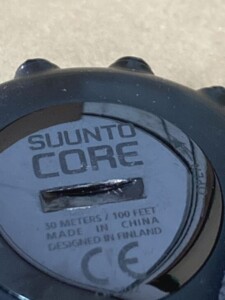 SUUNTO
CORE
30 METERS / 100 FEET
MADE IN CHINA
DESIGNED IN FINLAND
CE